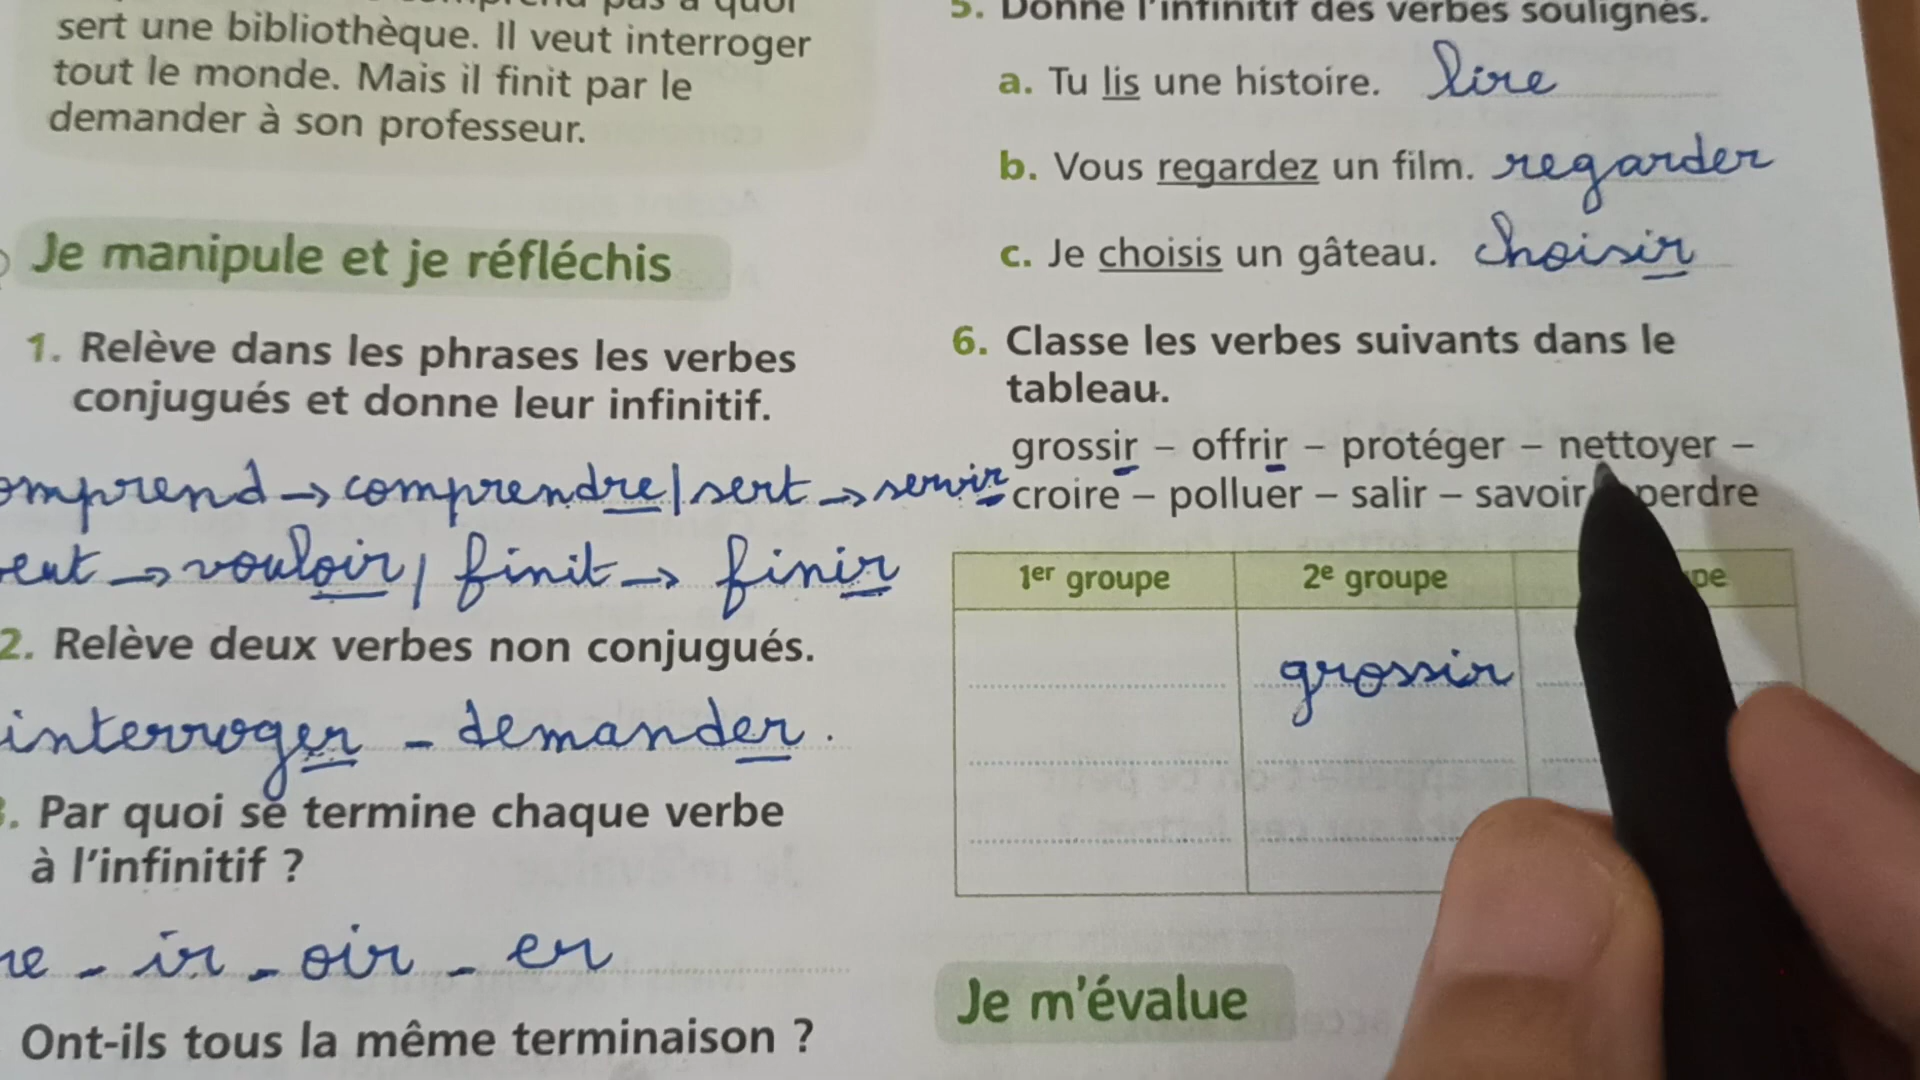 sert une bibliothèque. Il veut interroger
tout le monde. Mais il finit par le
demander à son professeur.
Je manipule et je réfléchis
1. Relève dans les phrases les verbes
conjugués et donne leur infinitif.
omprend → comprendre | sert → servir
eut → vouloir | finit → finir
2. Relève deux verbes non conjugués.
interroger - demander.
3. Par quoi se termine chaque verbe
à l'infinitif ?
re - ir - oir - er
Ont-ils tous la même terminaison ?
5. Donne l'infinitif des verbes soulignés.
a. Tu lis une histoire. lire
b. Vous regardez un film. regarder
c. Je choisis un gâteau. choisir
6. Classe les verbes suivants dans le
tableau.
grossir – offrir – protéger – nettoyer –
croire – polluer – salir – savoir perdre
1er groupe 2e groupe pe
grossir
Je m'évalue